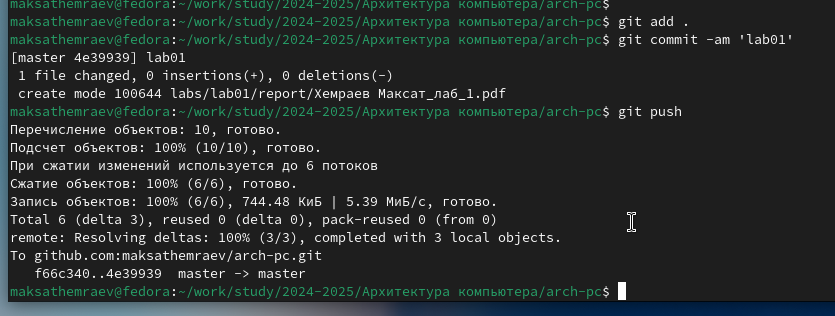 maksathemraev@fedora:~/work/study/2024-2025/Архитектура компьютера/arch-pc$
maksathemraev@fedora:~/work/study/2024-2025/Архитектура компьютера/arch-pc$ git add .
maksathemraev@fedora:~/work/study/2024-2025/Архитектура компьютера/arch-pc$ git commit -am 'lab01'
[master 4e39939] lab01
 1 file changed, 0 insertions(+), 0 deletions(-)
 create mode 100644 labs/lab01/report/Хемраев Максат_лаб_1.pdf
maksathemraev@fedora:~/work/study/2024-2025/Архитектура компьютера/arch-pc$ git push
Перечисление объектов: 10, готово.
Подсчет объектов: 100% (10/10), готово.
При сжатии изменений используется до 6 потоков
Сжатие объектов: 100% (6/6), готово.
Запись объектов: 100% (6/6), 744.48 КиБ | 5.39 МиБ/с, готово.
Total 6 (delta 3), reused 0 (delta 0), pack-reused 0 (from 0)
remote: Resolving deltas: 100% (3/3), completed with 3 local objects.
To github.com:maksathemraev/arch-pc.git
   f66c340..4e39939  master -> master
maksathemraev@fedora:~/work/study/2024-2025/Архитектура компьютера/arch-pc$